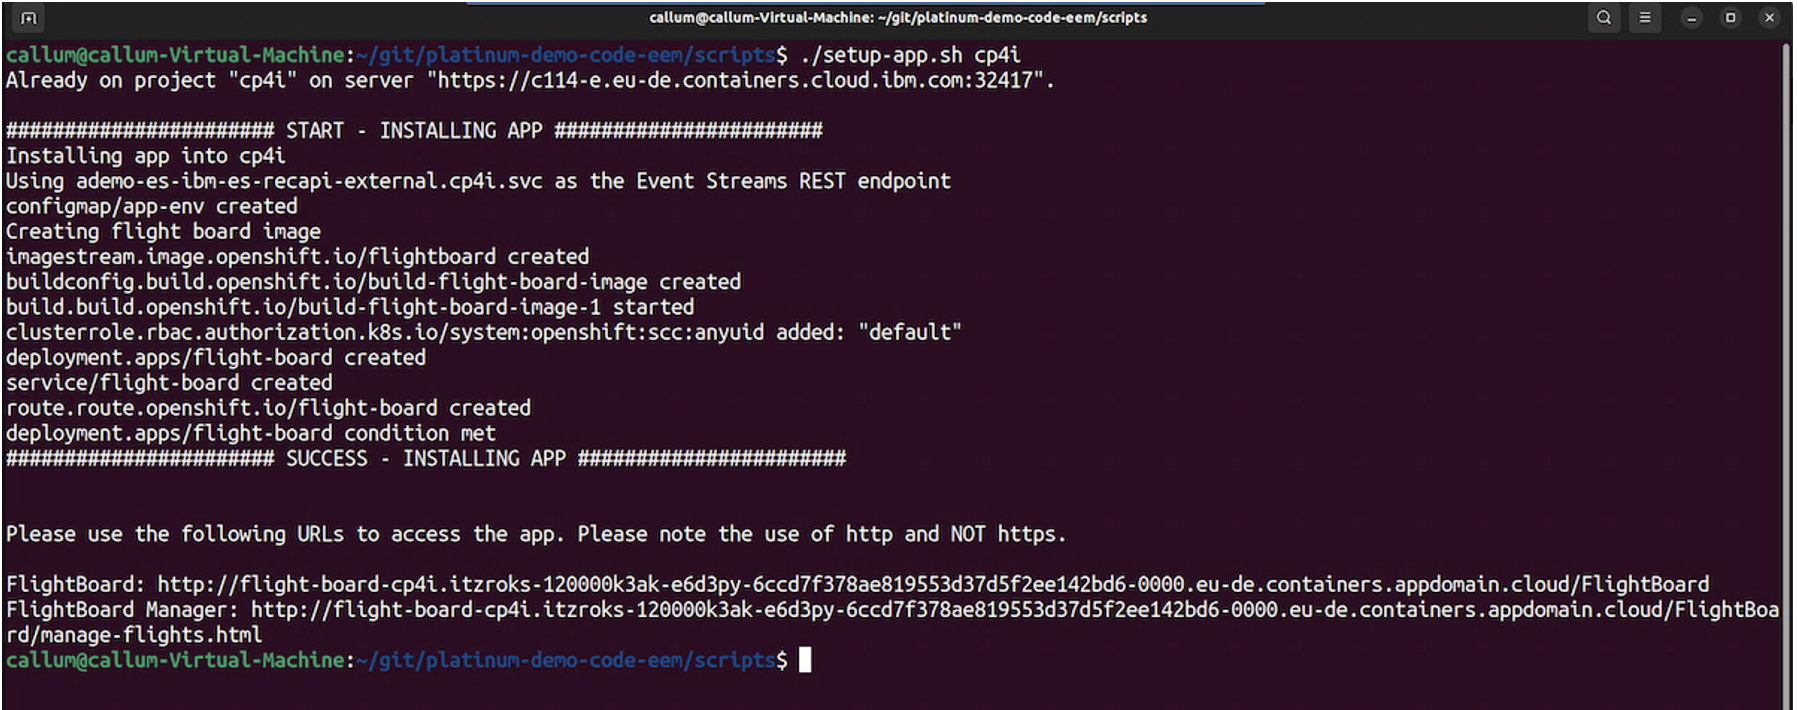 callum@callum-Virtual-Machine: ~/git/platinum-demo-code-eem/scripts
callum@callum-Virtual-Machine:~/git/platinum-demo-code-eem/scripts$ ./setup-app.sh cp4i
Already on project "cp4i" on server "https://c114-e.eu-de.containers.cloud.ibm.com:32417".
####################### START - INSTALLING APP #######################
Installing app into cp4i
Using ademo-es-ibm-es-recapi-external.cp4i.svc as the Event Streams REST endpoint
configmap/app-env created
Creating flight board image
imagestream.image.openshift.io/flightboard created
buildconfig.build.openshift.io/build-flight-board-image created
build.build.openshift.io/build-flight-board-image-1 started
clusterrole.rbac.authorization.k8s.io/system:openshift:scc:anyuid added: "default"
deployment.apps/flight-board created
service/flight-board created
route.route.openshift.io/flight-board created
deployment.apps/flight-board condition met
####################### SUCCESS - INSTALLING APP #######################
Please use the following URLs to access the app. Please note the use of http and NOT https.
FlightBoard: http://flight-board-cp4i.itzroks-120000k3ak-e6d3py-6ccd7f378ae819553d37d5f2ee142bd6-0000.eu-de.containers.appdomain.cloud/FlightBoard
FlightBoard Manager: http://flight-board-cp4i.itzroks-120000k3ak-e6d3py-6ccd7f378ae819553d37d5f2ee142bd6-0000.eu-de.containers.appdomain.cloud/FlightBoa
rd/manage-flights.html
callum@callum-Virtual-Machine:~/git/platinum-demo-code-eem/scripts$